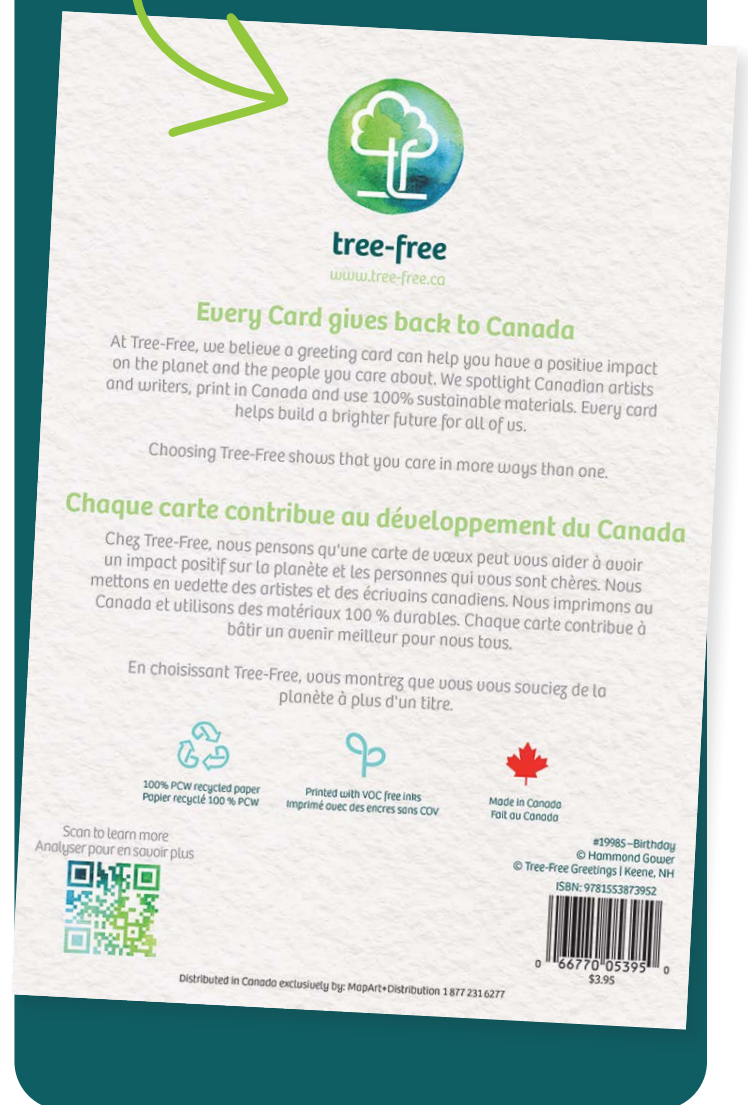 tree-free
www.tree-free.ca
Every Card gives back to Canada
At Tree-Free, we believe a greeting card can help you have a positive impact
on the planet and the people you care about. We spotlight Canadian artists
and writers, print in Canada and use 100% sustainable materials. Every card
helps build a brighter future for all of us.
Choosing Tree-Free shows that you care in more ways than one.
Chaque carte contribue au développement du Canada
Chez Tree-Free, nous pensons qu'une carte de vœux peut vous aider à avoir
un impact positif sur la planète et les personnes qui vous sont chères. Nous
mettons en vedette des artistes et des écrivains canadiens. Nous imprimons au
Canada et utilisons des matériaux 100 % durables. Chaque carte contribue à
bâtir un avenir meilleur pour nous tous.
En choisissant Tree-Free, vous montrez que vous vous souciez de la
planète à plus d'un titre.
100% PCW recycled paper
Papier recyclé 100 % PCW
Printed with VOC free inks
Imprimé avec des encres sans COV
Made in Canada
Fait au Canada
Scan to learn more
Analyser pour en savoir plus
#19985–Birthday
© Hammond Gower
© Tree-Free Greetings | Keene, NH
ISBN: 9781553873952
0 66770 05395 0
$3.95
Distributed in Canada exclusively by: MapArt+Distribution 1 877 231 6277